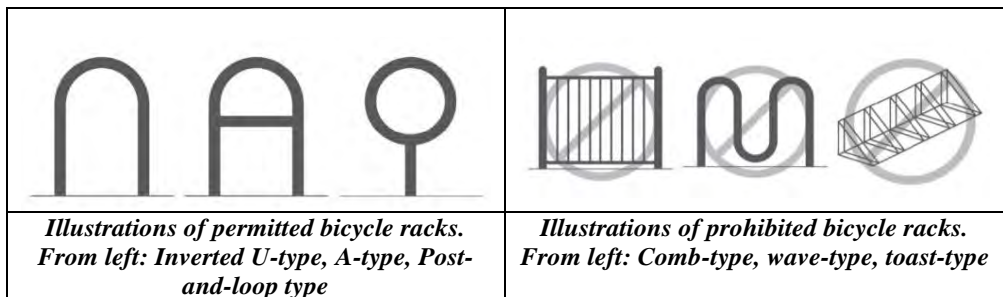 Illustrations of permitted bicycle racks.
From left: Inverted U-type, A-type, Post-
and-loop type
Illustrations of prohibited bicycle racks.
From left: Comb-type, wave-type, toast-type